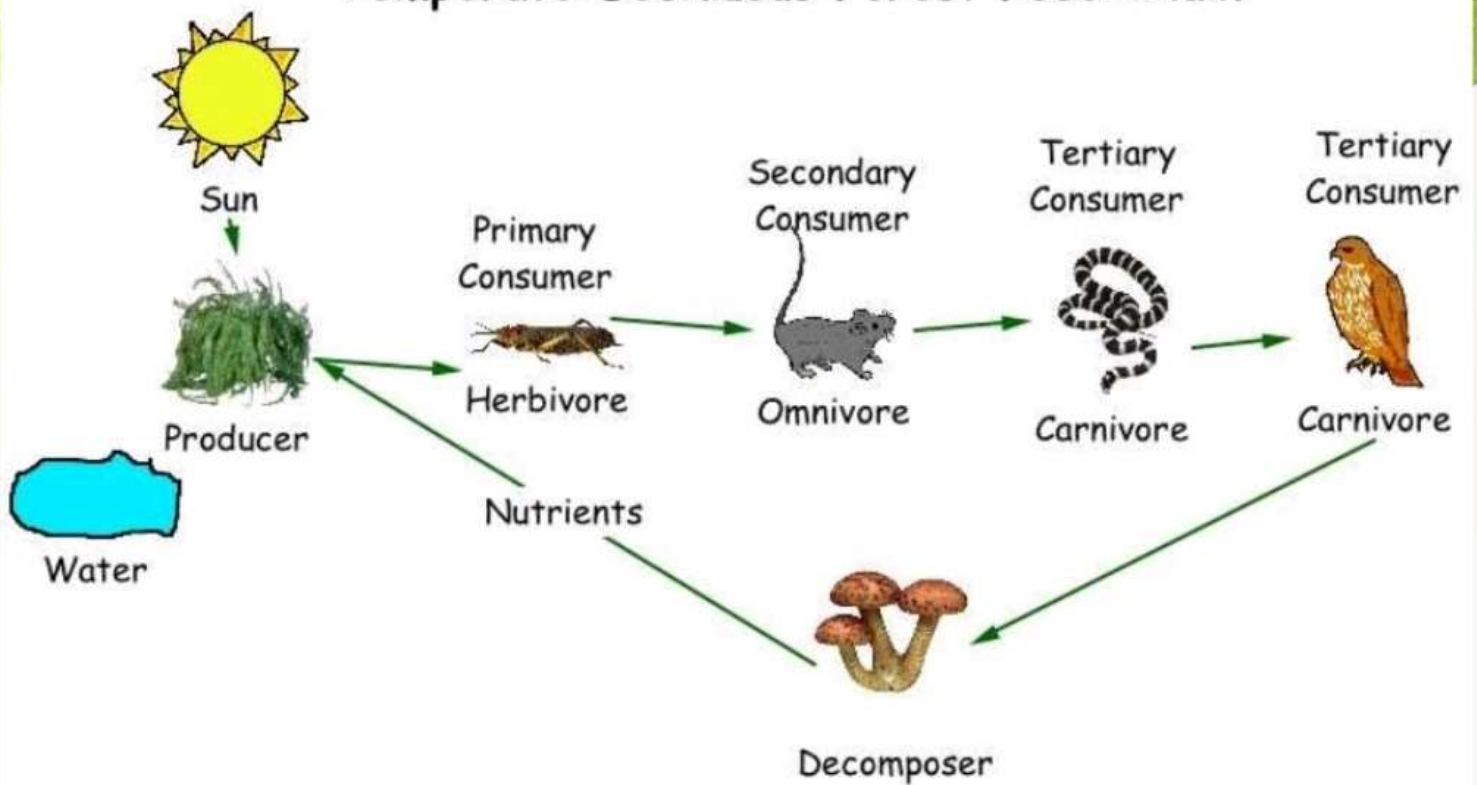 Sun
Producer
Water
Primary
Consumer
Herbivore
Secondary
Consumer
Omnivore
Tertiary
Consumer
Carnivore
Tertiary
Consumer
Carnivore
Nutrients
Decomposer